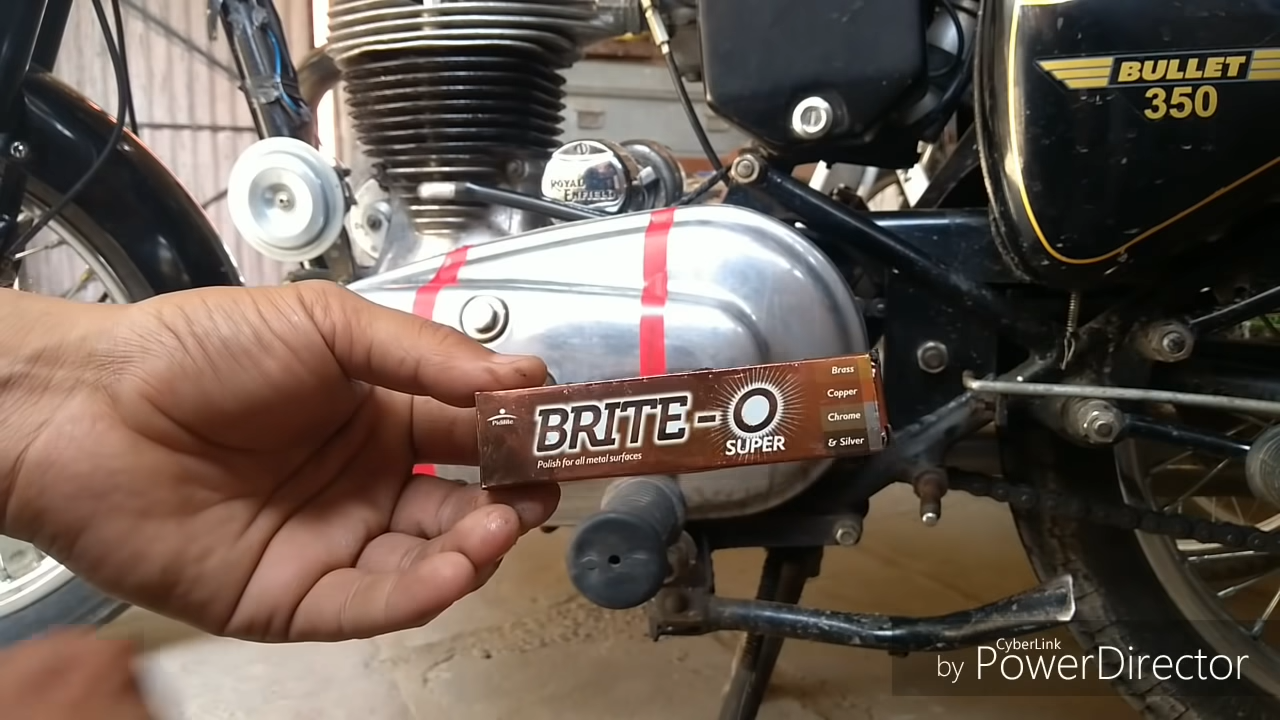 BULLET
350
ROYAL
ENFIELD
Pidilite
BRITE-O
SUPER
Polish for all metal surfaces
Brass
Copper
Chrome
& Silver
CyberLink
by PowerDirector